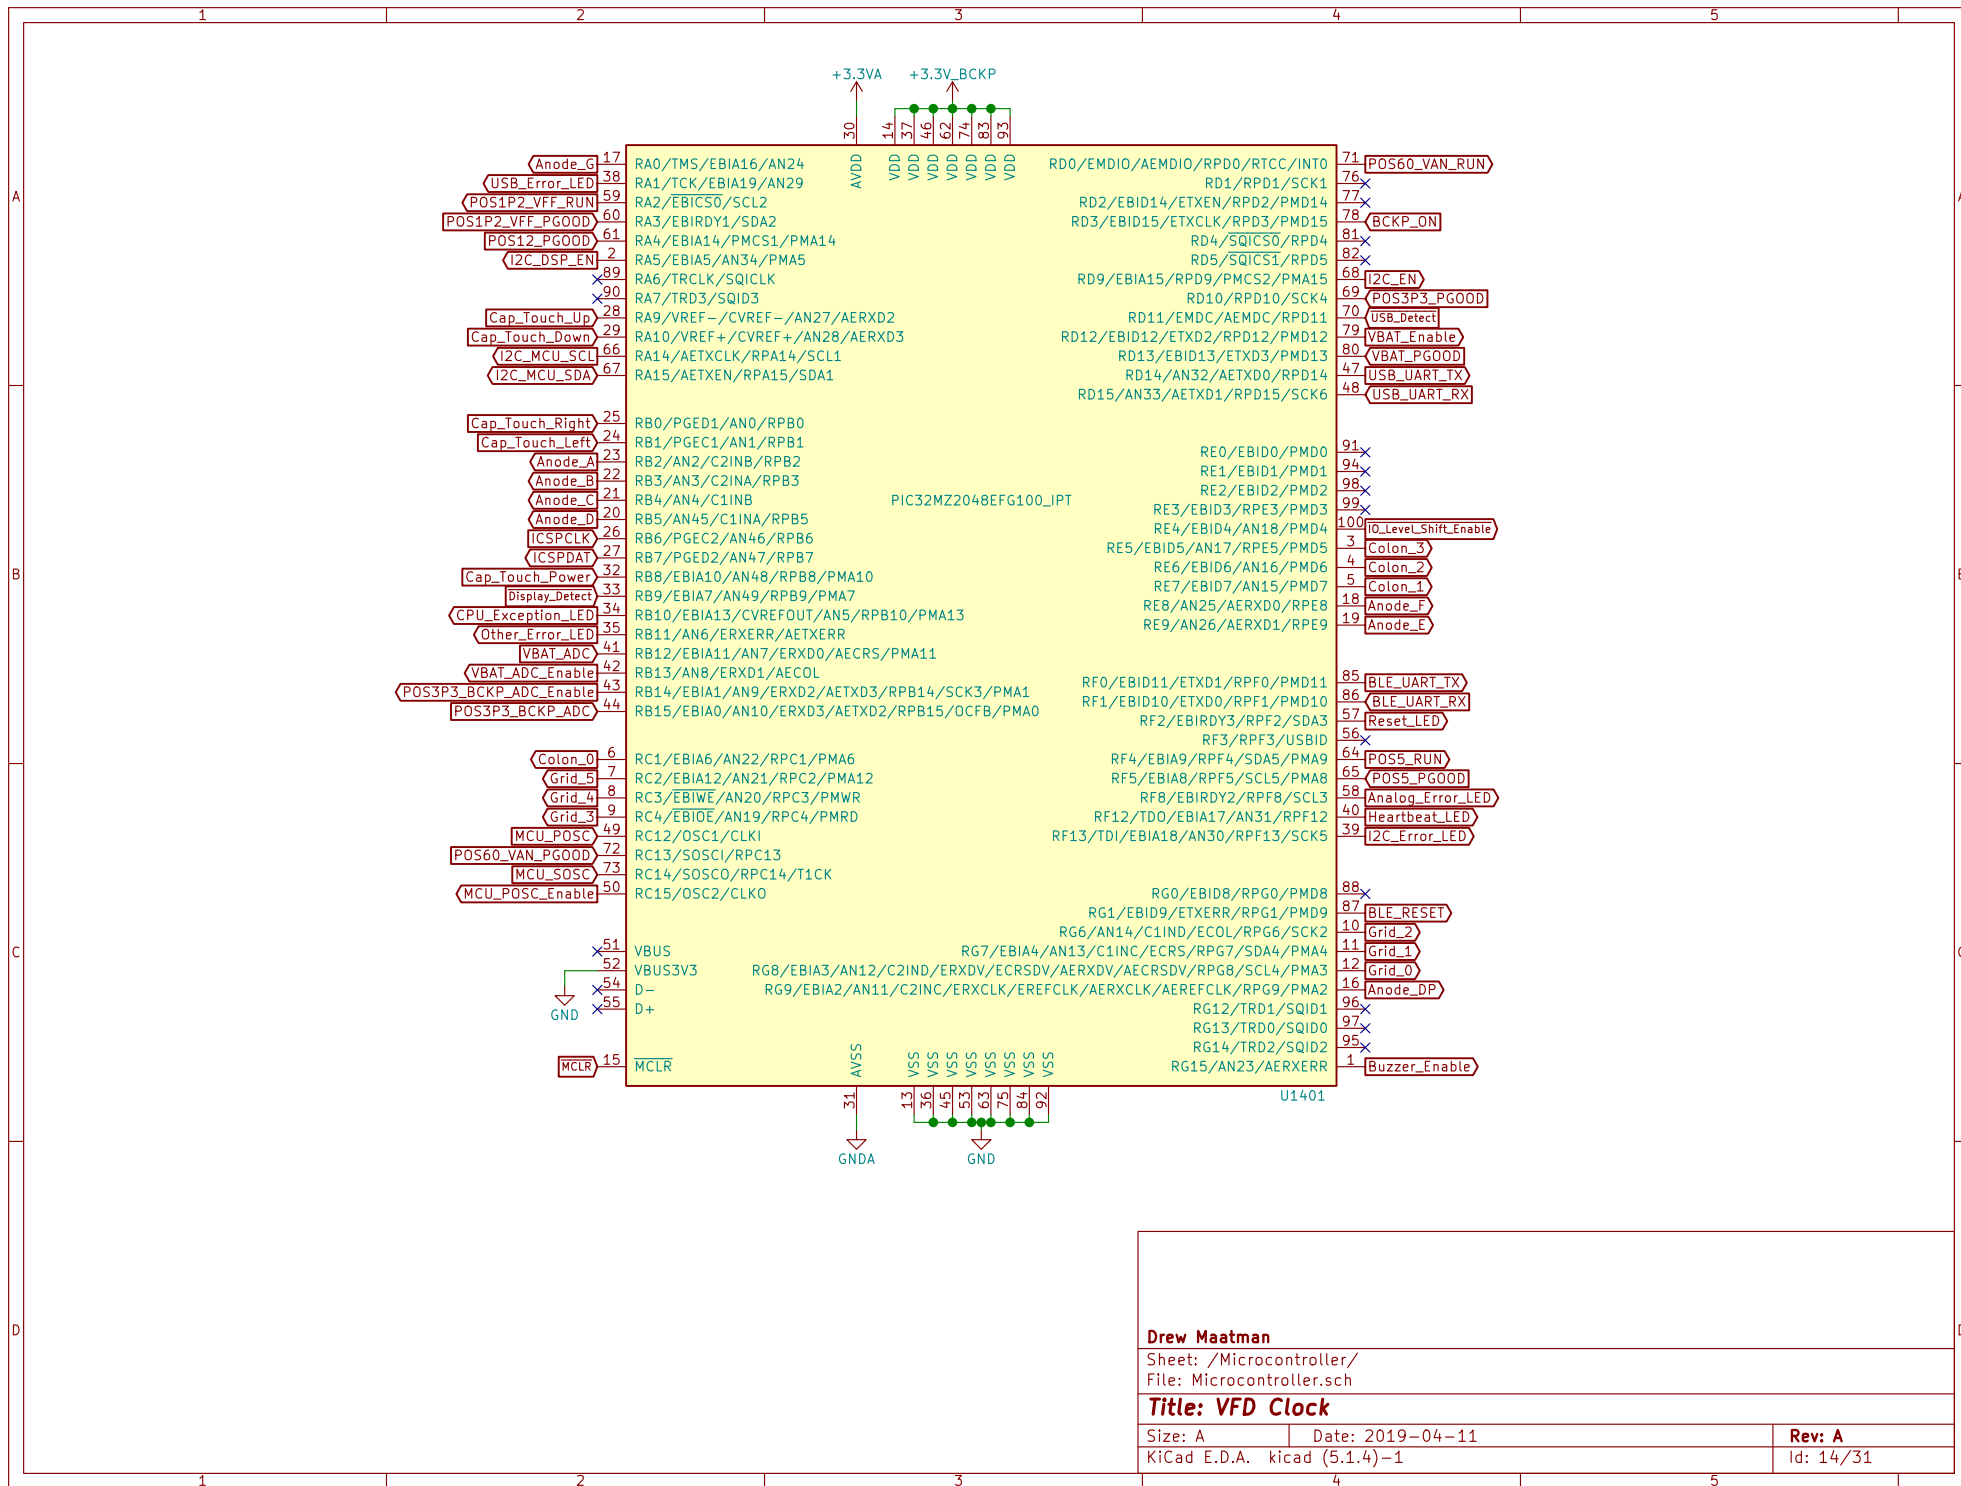 1 2 3 4 5
+3.3VA +3.3V_BCKP
30 14 37 46 62 74 83 93
AVDD VDD VDD VDD VDD VDD VDD VDD
Anode_G 17 RA0/TMS/EBIA16/AN24 RD0/EMDIO/AEMDIO/RPD0/RTCC/INT0 71 POS60_VAN_RUN
USB_Error_LED 38 RA1/TCK/EBIA19/AN29 RD1/RPD1/SCK1 76
A POS1P2_VFF_RUN 59 RA2/EBICS0/SCL2 RD2/EBID14/ETXEN/RPD2/PMD14 77 A
POS1P2_VFF_PGOOD 60 RA3/EBIRDY1/SDA2 RD3/EBID15/ETXCLK/RPD3/PMD15 78 BCKP_ON
POS12_PGOOD 61 RA4/EBIA14/PMCS1/PMA14 RD4/SQICS0/RPD4 81
I2C_DSP_EN 2 RA5/EBIA5/AN34/PMA5 RD5/SQICS1/RPD5 82
89 RA6/TRCLK/SQICLK RD9/EBIA15/RPD9/PMCS2/PMA15 68 I2C_EN
90 RA7/TRD3/SQID3 RD10/RPD10/SCK4 69 POS3P3_PGOOD
Cap_Touch_Up 28 RA9/VREF-/CVREF-/AN27/AERXD2 RD11/EMDC/AEMDC/RPD11 70 USB_Detect
Cap_Touch_Down 29 RA10/VREF+/CVREF+/AN28/AERXD3 RD12/EBID12/ETXD2/RPD12/PMD12 79 VBAT_Enable
I2C_MCU_SCL 66 RA14/AETXCLK/RPA14/SCL1 RD13/EBID13/ETXD3/PMD13 80 VBAT_PGOOD
I2C_MCU_SDA 67 RA15/AETXEN/RPA15/SDA1 RD14/AN32/AETXD0/RPD14 47 USB_UART_TX
RD15/AN33/AETXD1/RPD15/SCK6 48 USB_UART_RX
Cap_Touch_Right 25 RB0/PGED1/AN0/RPB0
Cap_Touch_Left 24 RB1/PGEC1/AN1/RPB1 RE0/EBID0/PMD0 91
Anode_A 23 RB2/AN2/C2INB/RPB2 RE1/EBID1/PMD1 94
Anode_B 22 RB3/AN3/C2INA/RPB3 RE2/EBID2/PMD2 98
Anode_C 21 RB4/AN4/C1INB PIC32MZ2048EFG100_IPT RE3/EBID3/RPE3/PMD3 99
Anode_D 20 RB5/AN45/C1INA/RPB5 RE4/EBID4/AN18/PMD4 100 IO_Level_Shift_Enable
ICSPCLK 26 RB6/PGEC2/AN46/RPB6 RE5/EBID5/AN17/RPE5/PMD5 3 Colon_3
ICSPDAT 27 RB7/PGED2/AN47/RPB7 RE6/EBID6/AN16/PMD6 4 Colon_2
B Cap_Touch_Power 32 RB8/EBIA10/AN48/RPB8/PMA10 RE7/EBID7/AN15/PMD7 5 Colon_1
Display_Detect 33 RB9/EBIA7/AN49/RPB9/PMA7 RE8/AN25/AERXD0/RPE8 18 Anode_F
CPU_Exception_LED 34 RB10/EBIA13/CVREFOUT/AN5/RPB10/PMA13 RE9/AN26/AERXD1/RPE9 19 Anode_E
Other_Error_LED 35 RB11/AN6/ERXERR/AETXERR
VBAT_ADC 41 RB12/EBIA11/AN7/ERXD0/AECRS/PMA11
VBAT_ADC_Enable 42 RB13/AN8/ERXD1/AECOL RF0/EBID11/ETXD1/RPF0/PMD11 85 BLE_UART_TX
POS3P3_BCKP_ADC_Enable 43 RB14/EBIA1/AN9/ERXD2/AETXD3/RPB14/SCK3/PMA1 RF1/EBID10/ETXD0/RPF1/PMD10 86 BLE_UART_RX
POS3P3_BCKP_ADC 44 RB15/EBIA0/AN10/ERXD3/AETXD2/RPB15/OCFB/PMA0 RF2/EBIRDY3/RPF2/SDA3 57 Reset_LED
RF3/RPF3/USBID 56
Colon_0 6 RC1/EBIA6/AN22/RPC1/PMA6 RF4/EBIA9/RPF4/SDA5/PMA9 64 POS5_RUN
Grid_5 7 RC2/EBIA12/AN21/RPC2/PMA12 RF5/EBIA8/RPF5/SCL5/PMA8 65 POS5_PGOOD
Grid_4 8 RC3/EBIWE/AN20/RPC3/PMWR RF8/EBIRDY2/RPF8/SCL3 58 Analog_Error_LED
Grid_3 9 RC4/EBIOE/AN19/RPC4/PMRD RF12/TDO/EBIA17/AN31/RPF12 40 Heartbeat_LED
MCU_POSC 49 RC12/OSC1/CLKI RF13/TDI/EBIA18/AN30/RPF13/SCK5 39 I2C_Error_LED
POS60_VAN_PGOOD 72 RC13/SOSCI/RPC13
MCU_SOSC 73 RC14/SOSCO/RPC14/T1CK
MCU_POSC_Enable 50 RC15/OSC2/CLKO RG0/EBID8/RPG0/PMD8 88
RG1/EBID9/ETXERR/RPG1/PMD9 87 BLE_RESET
RG6/AN14/C1IND/ECOL/RPG6/SCK2 10 Grid_2
C 51 VBUS RG7/EBIA4/AN13/C1INC/ECRS/RPG7/SDA4/PMA4 11 Grid_1
52 VBUS3V3 RG8/EBIA3/AN12/C2IND/ERXDV/ECRSDV/AERXDV/AECRSDV/RPG8/SCL4/PMA3 12 Grid_0
54 D- RG9/EBIA2/AN11/C2INC/ERXCLK/EREFCLK/AERXCLK/AEREFCLK/RPG9/PMA2 16 Anode_DP
GND 55 D+ RG12/TRD1/SQID1 96
RG13/TRD0/SQID0 97
RG14/TRD2/SQID2 95
MCLR 15 MCLR RG15/AN23/AERXERR 1 Buzzer_Enable
AVSS VSS VSS VSS VSS VSS VSS VSS VSS
U1401
31 13 36 45 53 63 75 84 92
GNDA GND
D Drew Maatman
Sheet: /Microcontroller/
File: Microcontroller.sch
Title: VFD Clock
Size: A Date: 2019-04-11 Rev: A
KiCad E.D.A. kicad (5.1.4)-1 Id: 14/31
1 2 3 4 5